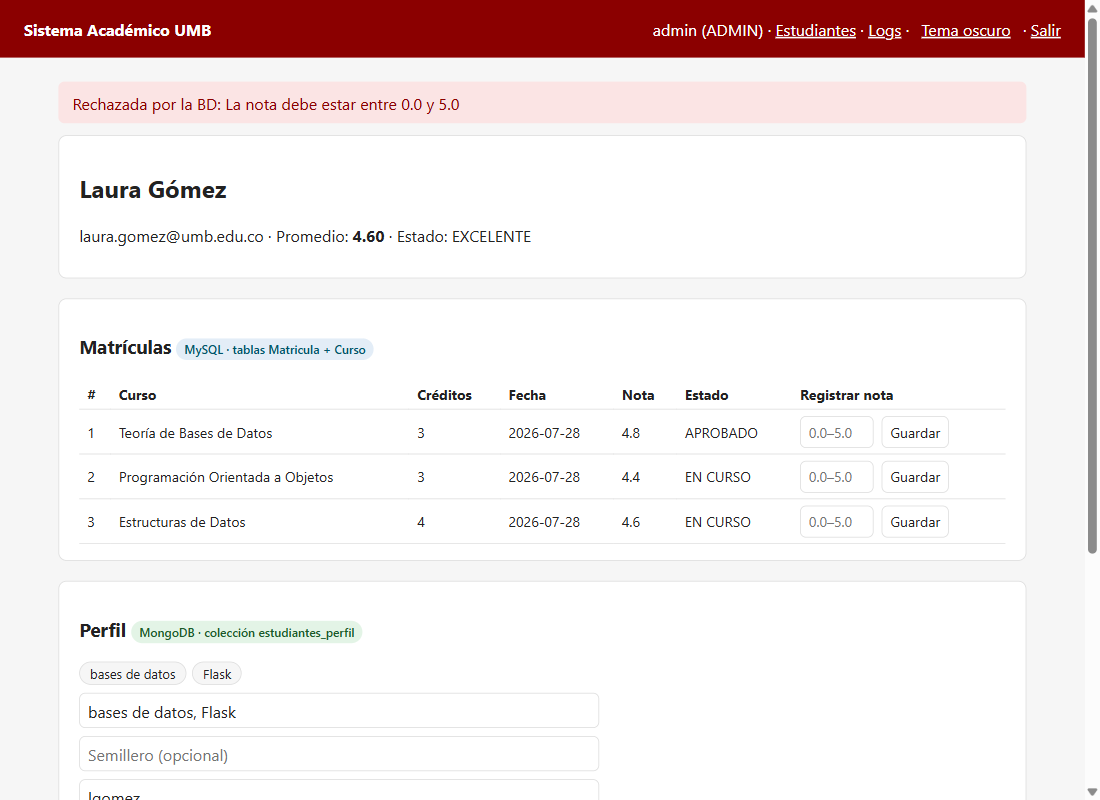 Sistema Académico UMB
admin (ADMIN) · Estudiantes · Logs · Tema oscuro · Salir
Rechazada por la BD: La nota debe estar entre 0.0 y 5.0
Laura Gómez
laura.gomez@umb.edu.co · Promedio: 4.60 · Estado: EXCELENTE
Matrículas MySQL · tablas Matricula + Curso
# Curso Créditos Fecha Nota Estado Registrar nota
1 Teoría de Bases de Datos 3 2026-07-28 4.8 APROBADO 0.0–5.0 Guardar
2 Programación Orientada a Objetos 3 2026-07-28 4.4 EN CURSO 0.0–5.0 Guardar
3 Estructuras de Datos 4 2026-07-28 4.6 EN CURSO 0.0–5.0 Guardar
Perfil MongoDB · colección estudiantes_perfil
bases de datos Flask
bases de datos, Flask
Semillero (opcional)
lgomez